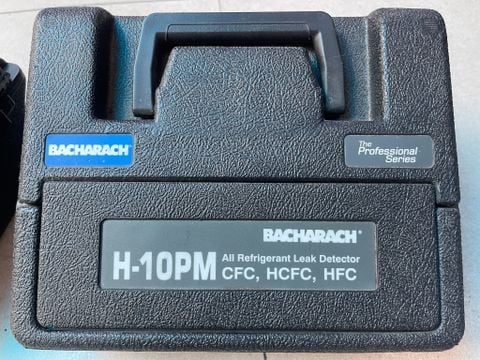 BACHARACH®
The
Professional
Series
BACHARACH®
H-10PM
All Refrigerant Leak Detector
CFC, HCFC, HFC